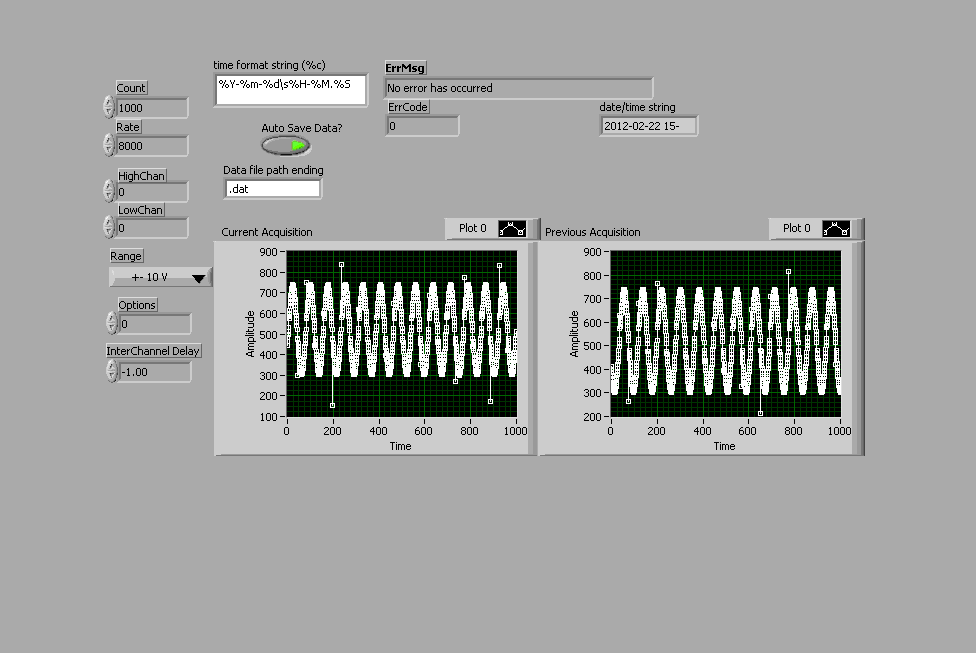 time format string (%c)
%Y-%m-%d\s%H-%M.%S
ErrMsg
No error has occurred
Count
1000
ErrCode
0
date/time string
2012-02-22 15-
Rate
8000
Auto Save Data?
Data file path ending
.dat
HighChan
0
LowChan
0
Range
+- 10 V
Options
0
InterChannel Delay
-1.00
Current Acquisition
Plot 0
900
800
700
600
500
400
300
200
100
Amplitude
0
200
400
600
800
1000
Time
Previous Acquisition
Plot 0
900
800
700
600
500
400
300
200
Amplitude
0
200
400
600
800
1000
Time